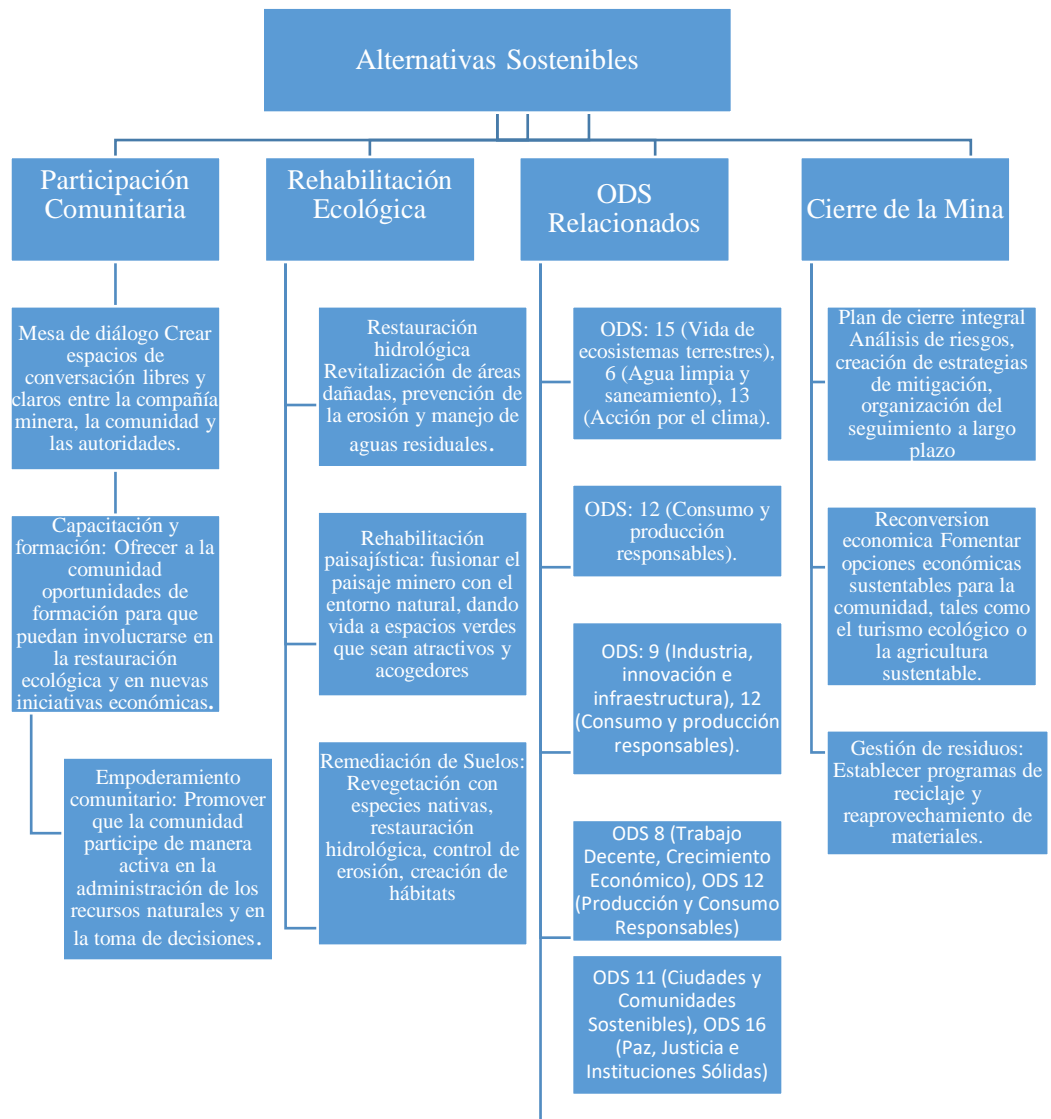 Alternativas Sostenibles
Participación
Comunitaria
Mesa de diálogo Crear
espacios de
conversación libres y
claros entre la compañía
minera, la comunidad y
las autoridades.
Capacitación y
formación: Ofrecer a la
comunidad
oportunidades de
formación para que
puedan involucrarse en
la restauración
ecológica y en nuevas
iniciativas económicas.
Empoderamiento
comunitario: Promover
que la comunidad
participe de manera
activa en la
administración de los
recursos naturales y en
la toma de decisiones.
Rehabilitación
Ecológica
Restauración
hidrológica
Revitalización de áreas
dañadas, prevención de
la erosión y manejo de
aguas residuales.
Rehabilitación
paisajística: fusionar el
paisaje minero con el
entorno natural, dando
vida a espacios verdes
que sean atractivos y
acogedores
Remediación de Suelos:
Revegetación con
especies nativas,
restauración
hidrológica, control de
erosión, creación de
hábitats
ODS
Relacionados
ODS: 15 (Vida de
ecosistemas terrestres),
6 (Agua limpia y
saneamiento), 13
(Acción por el clima).
ODS: 12 (Consumo y
producción
responsables).
ODS: 9 (Industria,
innovación e
infraestructura), 12
(Consumo y producción
responsables).
ODS 8 (Trabajo
Decente, Crecimiento
Económico), ODS 12
(Producción y Consumo
Responsables)
ODS 11 (Ciudades y
Comunidades
Sostenibles), ODS 16
(Paz, Justicia e
Instituciones Sólidas)
Cierre de la Mina
Plan de cierre integral
Análisis de riesgos,
creación de estrategias
de mitigación,
organización del
seguimiento a largo
plazo
Reconversion
economica Fomentar
opciones económicas
sustentables para la
comunidad, tales como
el turismo ecológico o
la agricultura
sustentable.
Gestión de residuos:
Establecer programas de
reciclaje y
reaprovechamiento de
materiales.